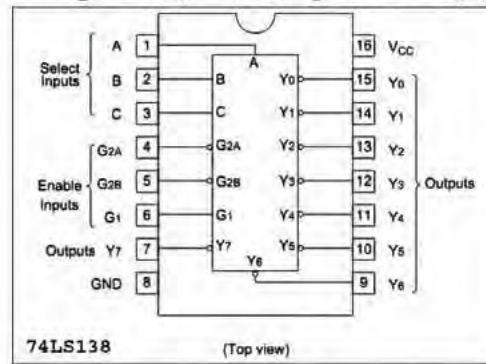 A 1 A 16 VCC
Select Inputs
B 2 B Y0 15 Y0
C 3 C Y1 14 Y1
G2A 4 G2A Y2 13 Y2
Enable Inputs
G2B 5 G2B Y3 12 Y3
Outputs
G1 6 G1 Y4 11 Y4
Outputs Y7 7 Y7 Y5 10 Y5
GND 8 Y6 9 Y6
74LS138 (Top view)